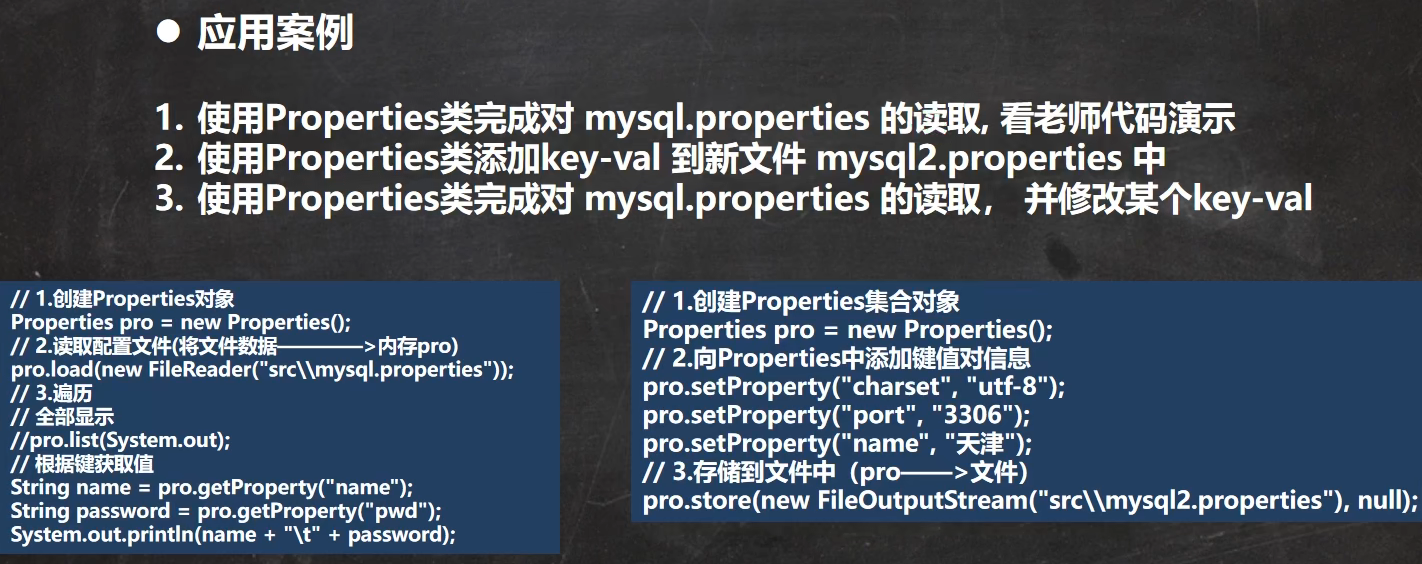 ● 应用案例
1. 使用Properties类完成对 mysql.properties 的读取, 看老师代码演示
2. 使用Properties类添加key-val 到新文件 mysql2.properties 中
3. 使用Properties类完成对 mysql.properties 的读取， 并修改某个key-val
// 1.创建Properties对象
Properties pro = new Properties();
// 2.读取配置文件(将文件数据————>内存pro)
pro.load(new FileReader("src\\mysql.properties"));
// 3.遍历
// 全部显示
//pro.list(System.out);
// 根据键获取值
String name = pro.getProperty("name");
String password = pro.getProperty("pwd");
System.out.println(name + "\t" + password);
// 1.创建Properties集合对象
Properties pro = new Properties();
// 2.向Properties中添加键值对信息
pro.setProperty("charset", "utf-8");
pro.setProperty("port", "3306");
pro.setProperty("name", "天津");
// 3.存储到文件中（pro——>文件）
pro.store(new FileOutputStream("src\\mysql2.properties"), null);